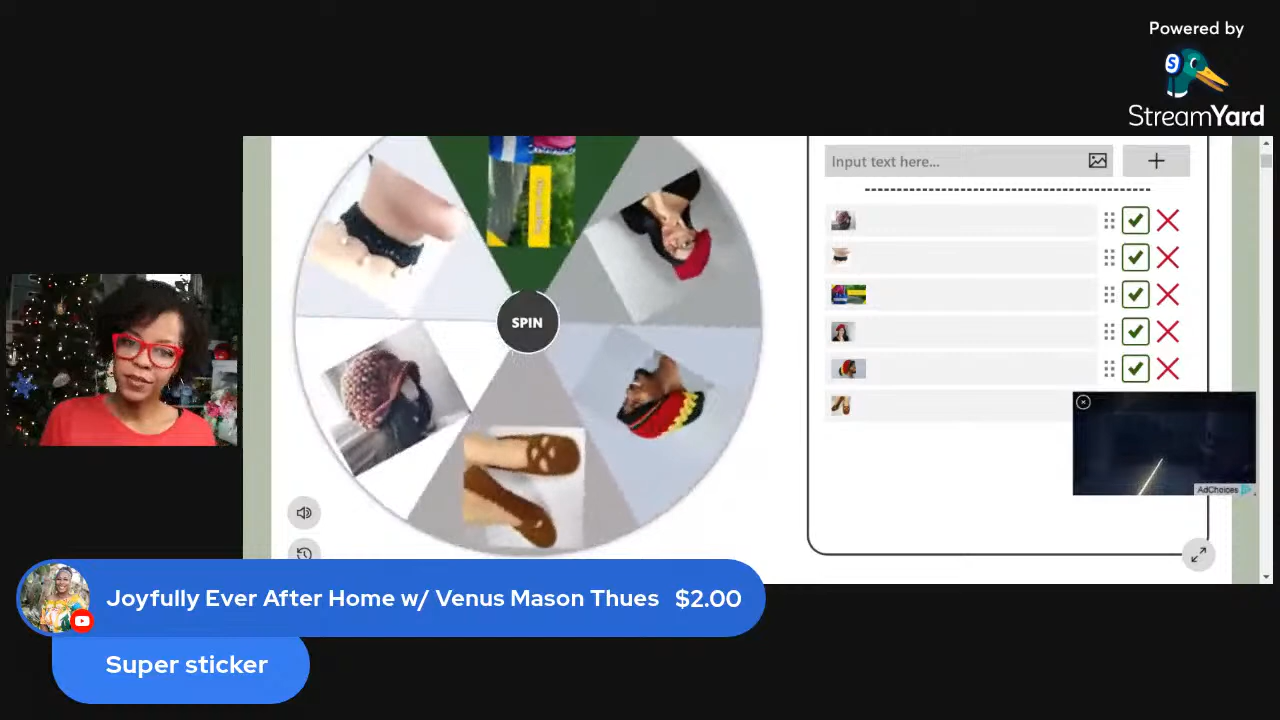 Powered by
StreamYard
Input text here...
SPIN
AdChoices
Joyfully Ever After Home w/ Venus Mason Thues $2.00
Super sticker